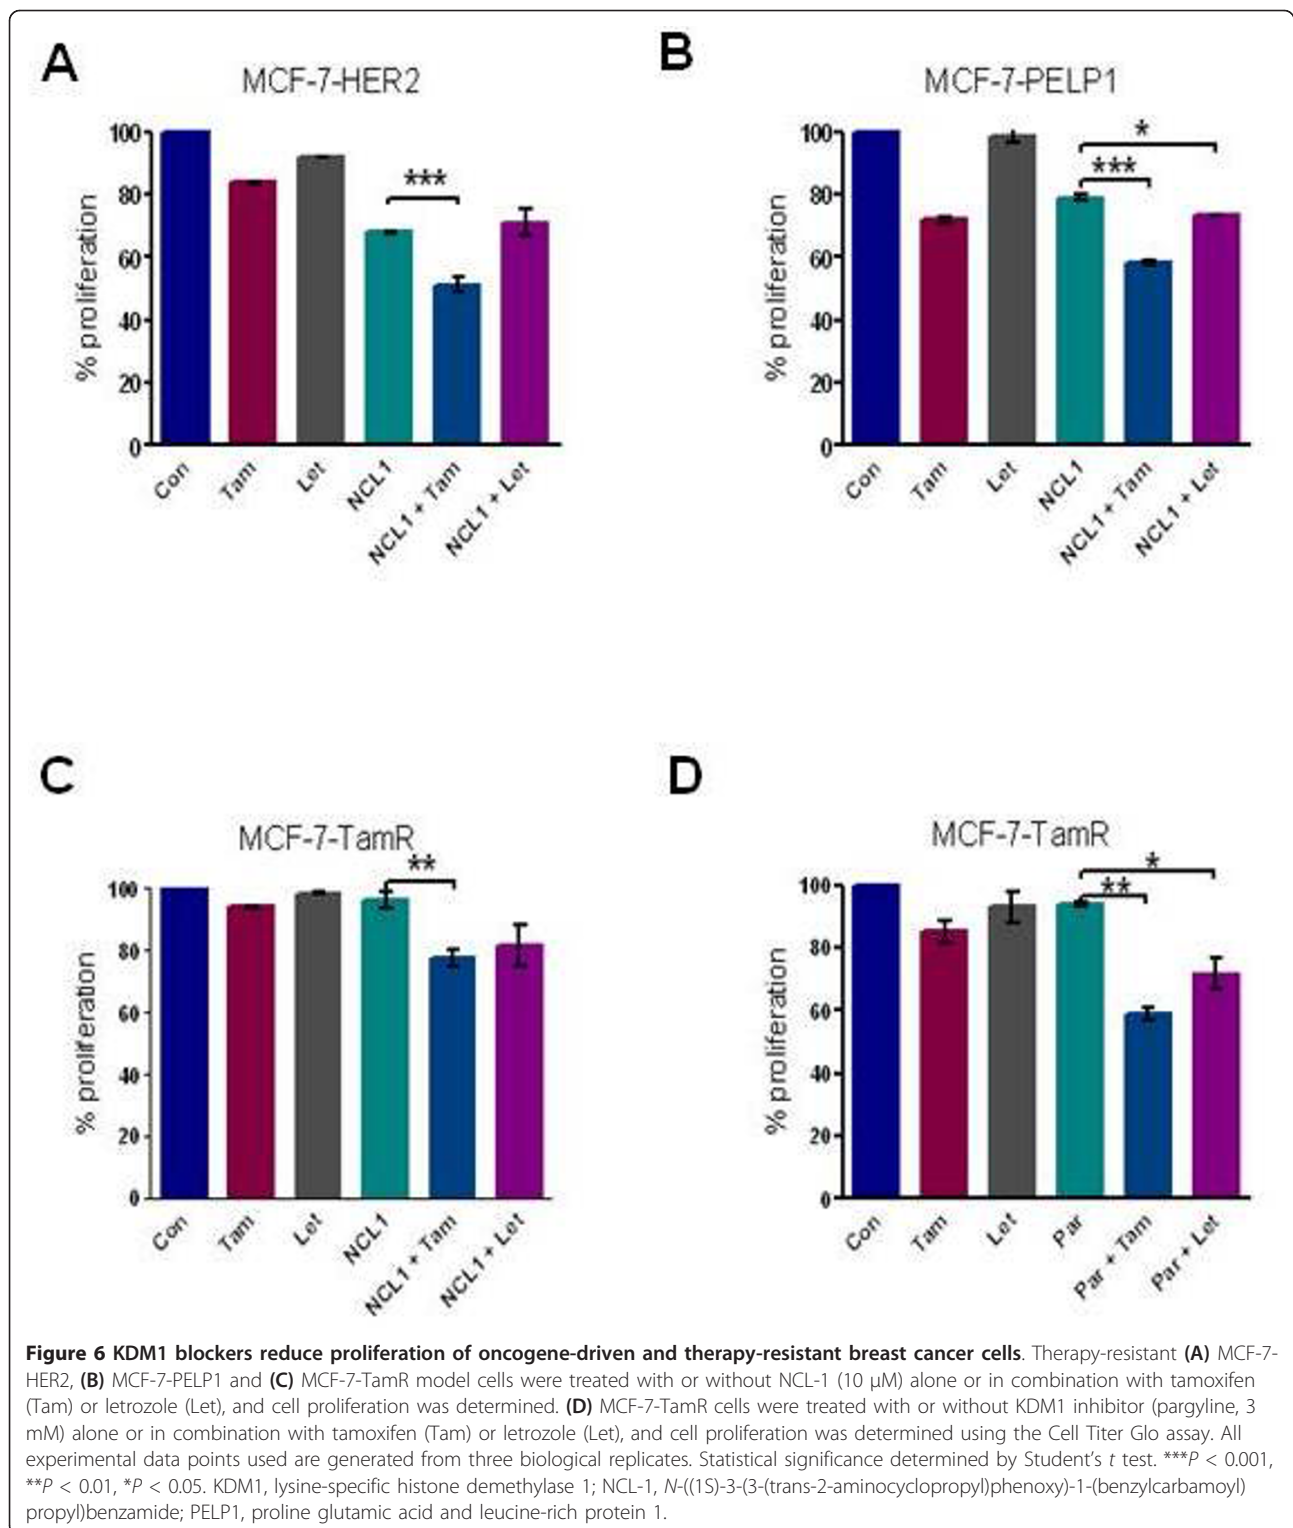 A
MCF-7-HER2
% proliferation
100
80
60
40
20
0
***
Con
Tam
Let
NCL1
NCL1 + Tam
NCL1 + Let
B
MCF-7-PELP1
% proliferation
100
80
60
40
20
0
*
***
Con
Tam
Let
NCL1
NCL1 + Tam
NCL1 + Let
C
MCF-7-TamR
% proliferation
100
80
60
40
20
0
**
Con
Tam
Let
NCL1
NCL1 + Tam
NCL1 + Let
D
MCF-7-TamR
% proliferation
100
80
60
40
20
0
*
**
Con
Tam
Let
Par
Par + Tam
Par + Let
Figure 6 KDM1 blockers reduce proliferation of oncogene-driven and therapy-resistant breast cancer cells. Therapy-resistant (A) MCF-7-
HER2, (B) MCF-7-PELP1 and (C) MCF-7-TamR model cells were treated with or without NCL-1 (10 μM) alone or in combination with tamoxifen
(Tam) or letrozole (Let), and cell proliferation was determined. (D) MCF-7-TamR cells were treated with or without KDM1 inhibitor (pargyline, 3
mM) alone or in combination with tamoxifen (Tam) or letrozole (Let), and cell proliferation was determined using the Cell Titer Glo assay. All
experimental data points used are generated from three biological replicates. Statistical significance determined by Student's t test. ***P < 0.001,
**P < 0.01, *P < 0.05. KDM1, lysine-specific histone demethylase 1; NCL-1, N-((1S)-3-(3-(trans-2-aminocyclopropyl)phenoxy)-1-(benzylcarbamoyl)
propyl)benzamide; PELP1, proline glutamic acid and leucine-rich protein 1.